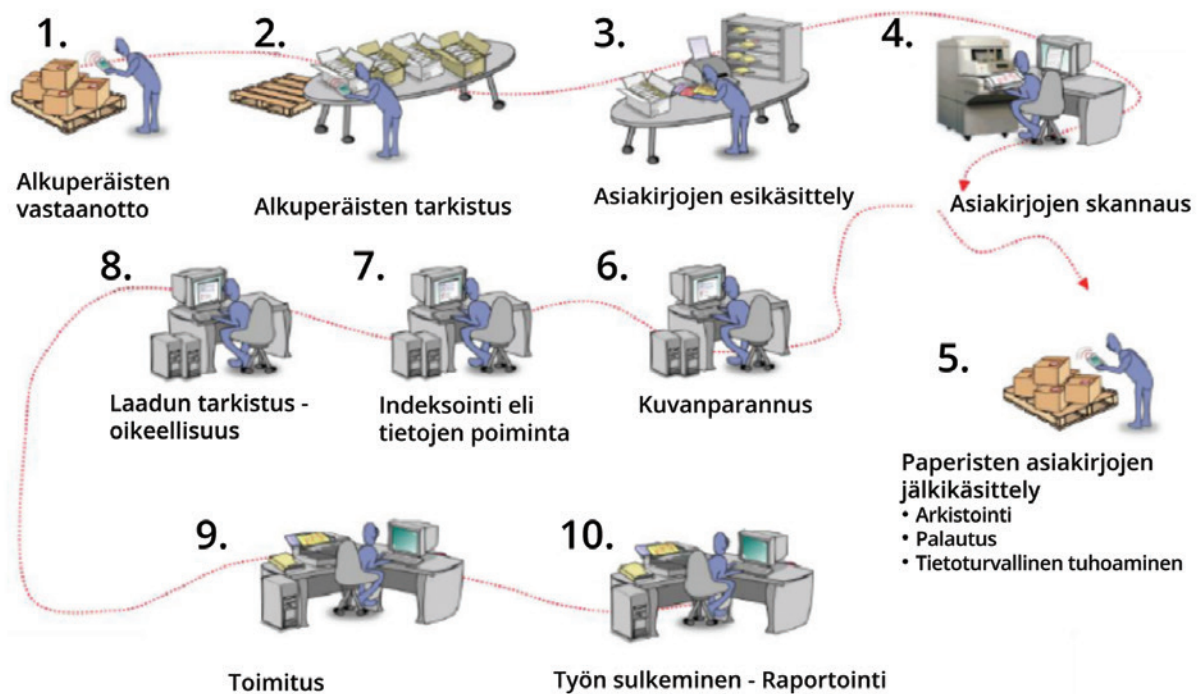 1.
Alkuperäisten
vastaanotto
2.
Alkuperäisten tarkistus
3.
Asiakirjojen esikäsittely
4.
Asiakirjojen skannaus
5.
Paperisten asiakirjojen
jälkikäsittely
• Arkistointi
• Palautus
• Tietoturvallinen tuhoaminen
6.
Kuvanparannus
7.
Indeksointi eli
tietojen poiminta
8.
Laadun tarkistus -
oikeellisuus
9.
Toimitus
10.
Työn sulkeminen - Raportointi